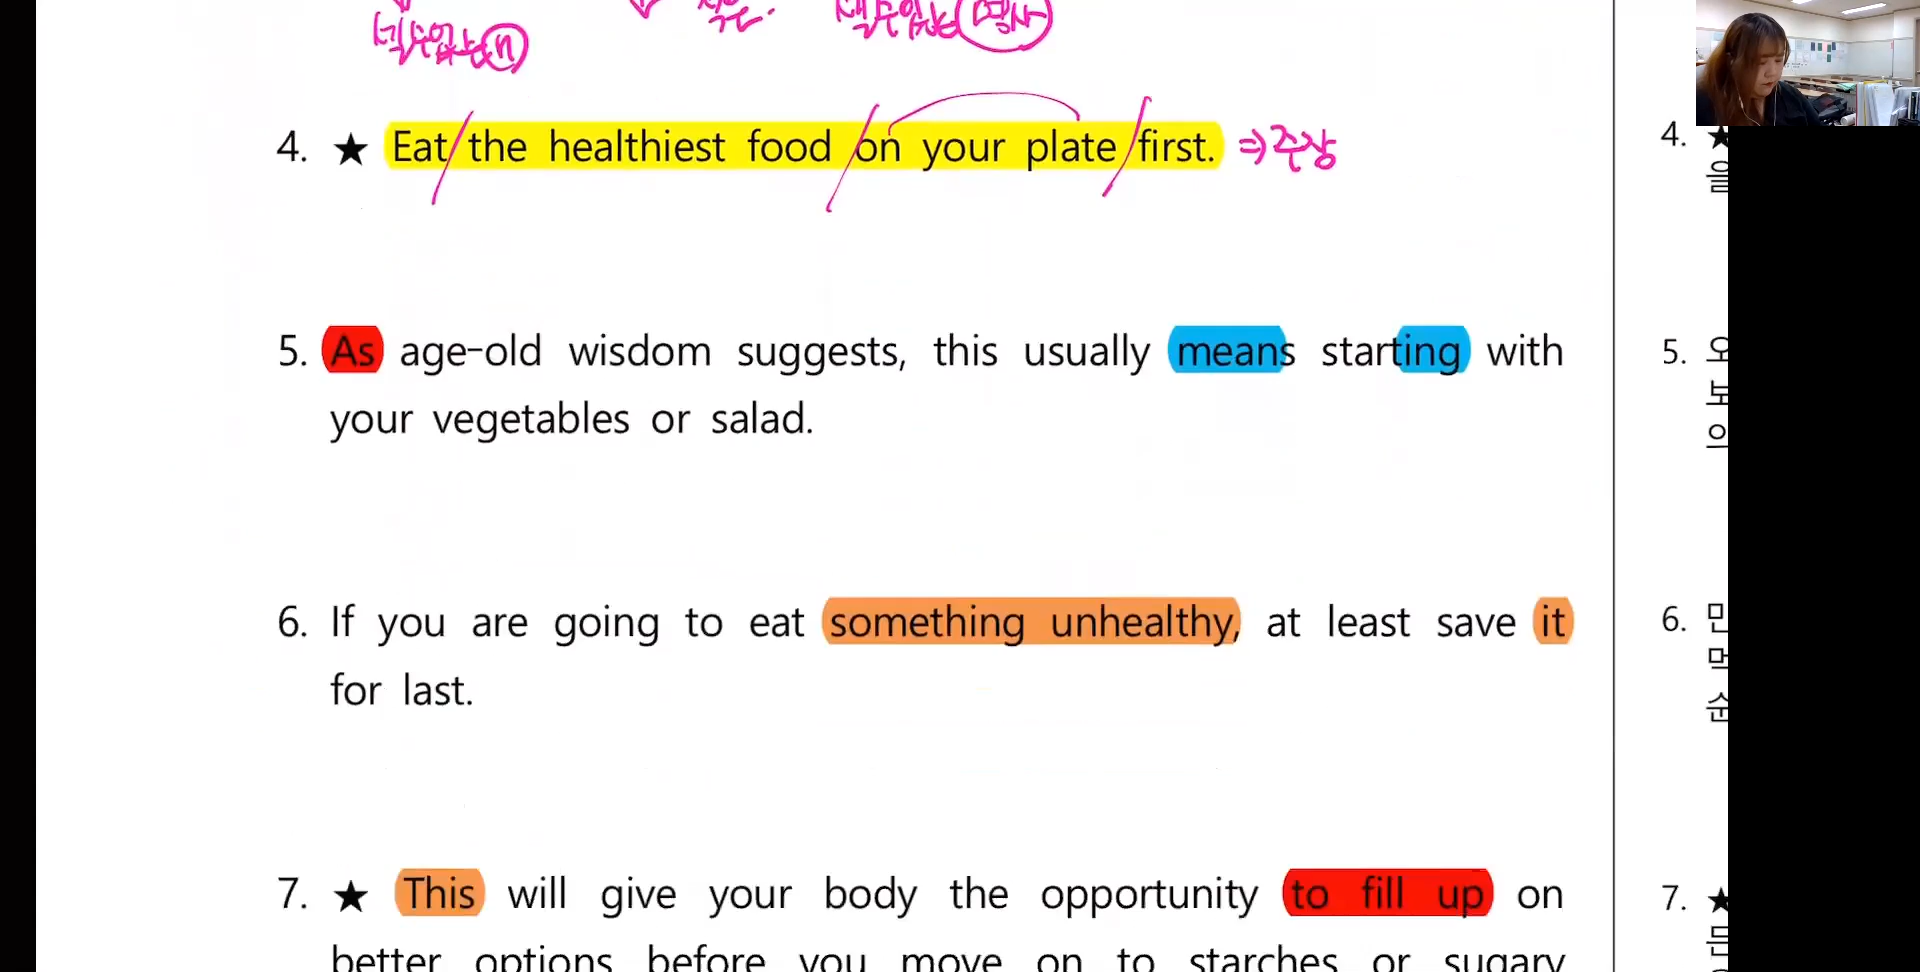 n 명사
4. ★ Eat the healthiest food on your plate first. ⇒주장
5. As age-old wisdom suggests, this usually means starting with
your vegetables or salad.
6. If you are going to eat something unhealthy, at least save it
for last.
7. ★ This will give your body the opportunity to fill up on
better options before you move on to starches or sugary
4. ★
을
5.
6.
7. ★